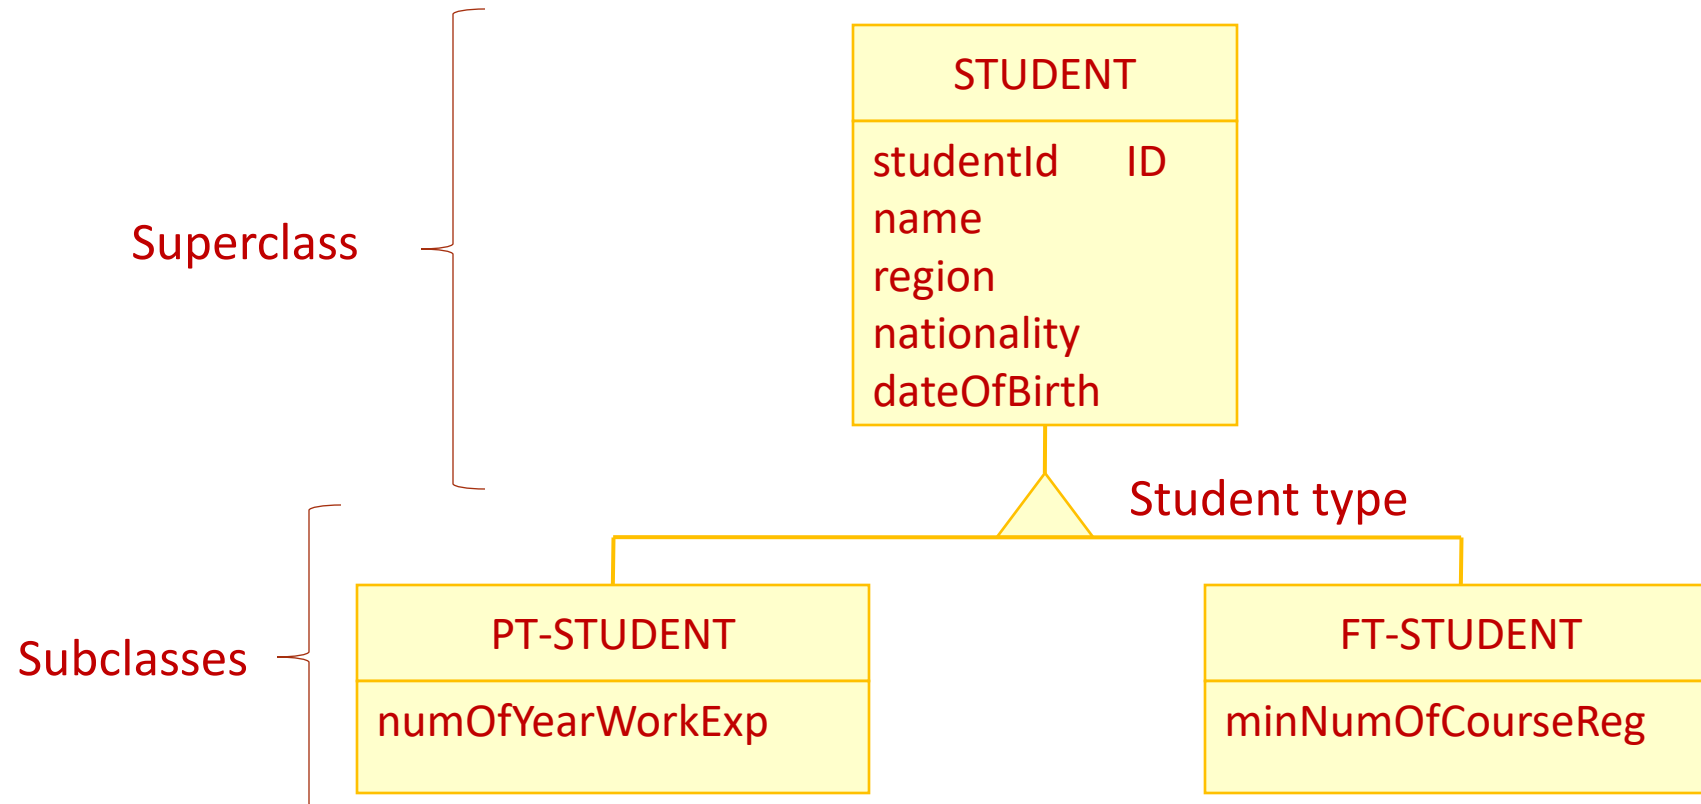 STUDENT
studentId ID
name
region
nationality
dateOfBirth
Superclass
Student type
Subclasses
PT-STUDENT
numOfYearWorkExp
FT-STUDENT
minNumOfCourseReg